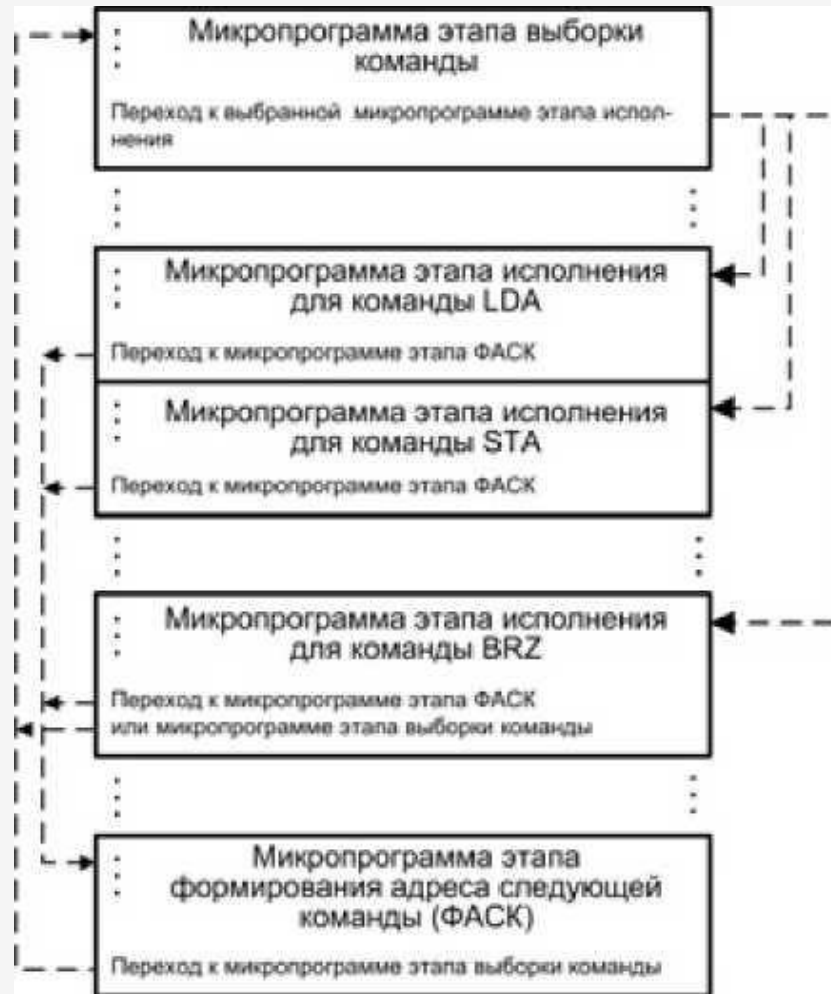 Микропрограмма этапа выборки
команды
Переход к выбранной микропрограмме этапа испол-
нения
Микропрограмма этапа исполнения
для команды LDA
Переход к микропрограмме этапа ФАСК
Микропрограмма этапа исполнения
для команды STA
Переход к микропрограмме этапа ФАСК
Микропрограмма этапа исполнения
для команды BRZ
Переход к микропрограмме этапа ФАСК
или микропрограмме этапа выборки команды
Микропрограмма этапа
формирования адреса следующей
команды (ФАСК)
Переход к микропрограмме этапа выборки команды